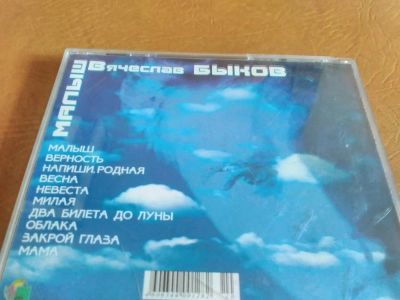 МАЛЫШ
Вячеслав БЫКОВ
МАЛЫШ
ВЕРНОСТЬ
НАПИШИ, РОДНАЯ
ВЕСНА
НЕВЕСТА
МИЛАЯ
ДВА БИЛЕТА ДО ЛУНЫ
ОБЛАКА
ЗАКРОЙ ГЛАЗА
МАМА